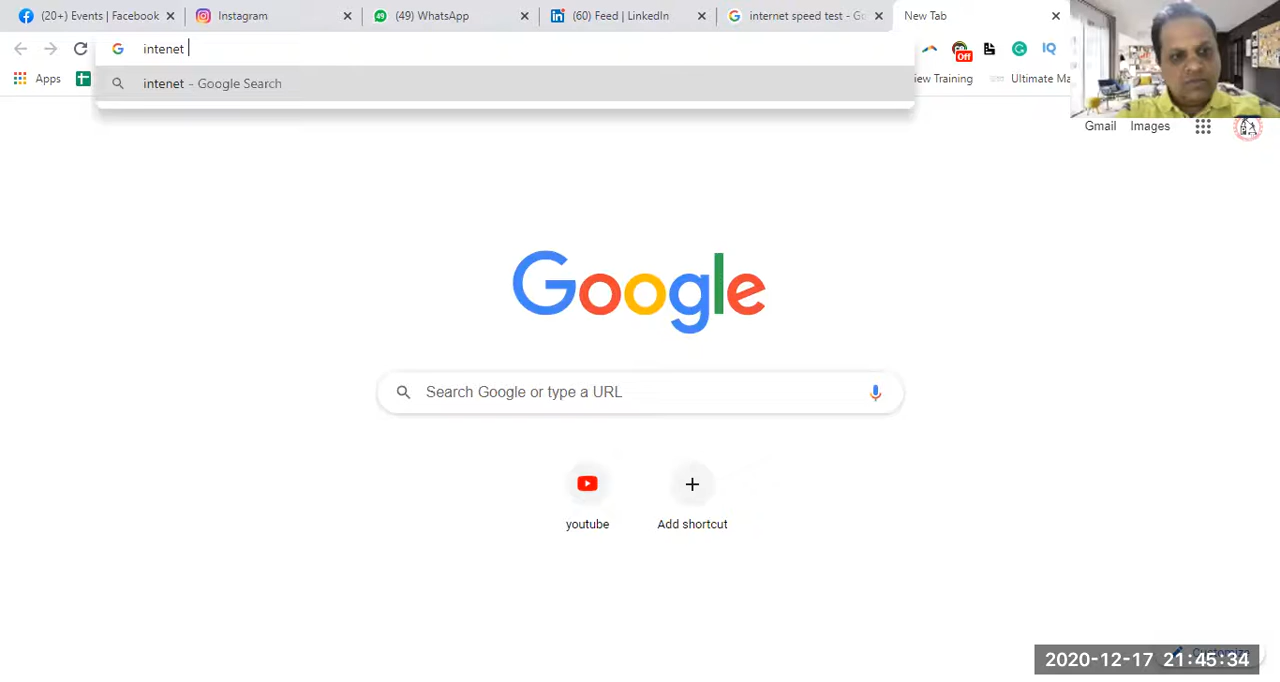 (20+) Events | Facebook
Instagram
(49) WhatsApp
(60) Feed | LinkedIn
internet speed test - Go
New Tab
intenet
Off
IQ
Apps
iew Training
Ultimate Ma
intenet - Google Search
Gmail
Images
Google
Search Google or type a URL
youtube
Add shortcut
Customize
2020-12-17 21:45:34